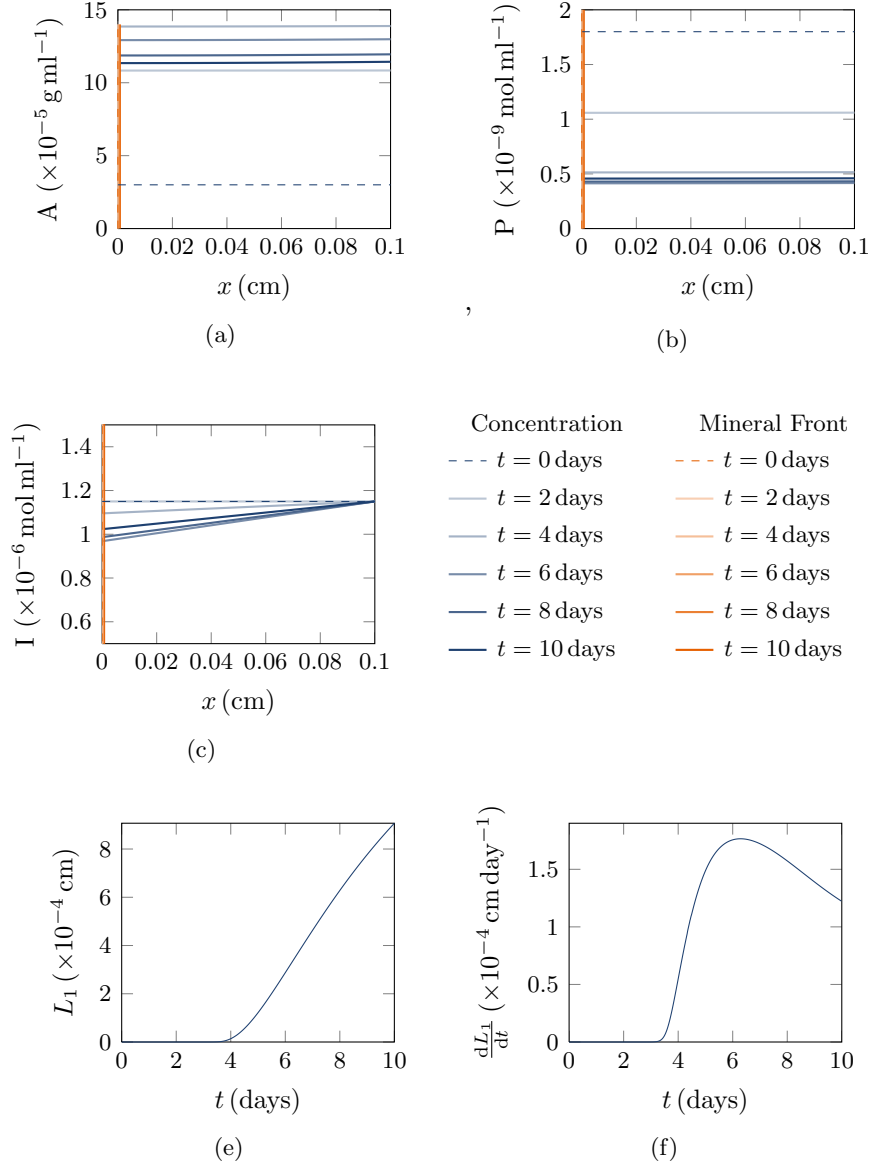 15
10
5
0
0
0.02
0.04
0.06
0.08
0.1
A (×10⁻⁵ g ml⁻¹)
x (cm)
(a)
2
1.5
1
0.5
0
0
0.02
0.04
0.06
0.08
0.1
P (×10⁻⁹ mol ml⁻¹)
x (cm)
,
(b)
1.4
1.2
1
0.8
0.6
0
0.02
0.04
0.06
0.08
0.1
I (×10⁻⁶ mol ml⁻¹)
x (cm)
(c)
Concentration
t = 0 days
t = 2 days
t = 4 days
t = 6 days
t = 8 days
t = 10 days
Mineral Front
t = 0 days
t = 2 days
t = 4 days
t = 6 days
t = 8 days
t = 10 days
8
6
4
2
0
0
2
4
6
8
10
L₁ (×10⁻⁴ cm)
t (days)
(e)
1.5
1
0.5
0
0
2
4
6
8
10
dL₁/dt (×10⁻⁴ cm day⁻¹)
t (days)
(f)